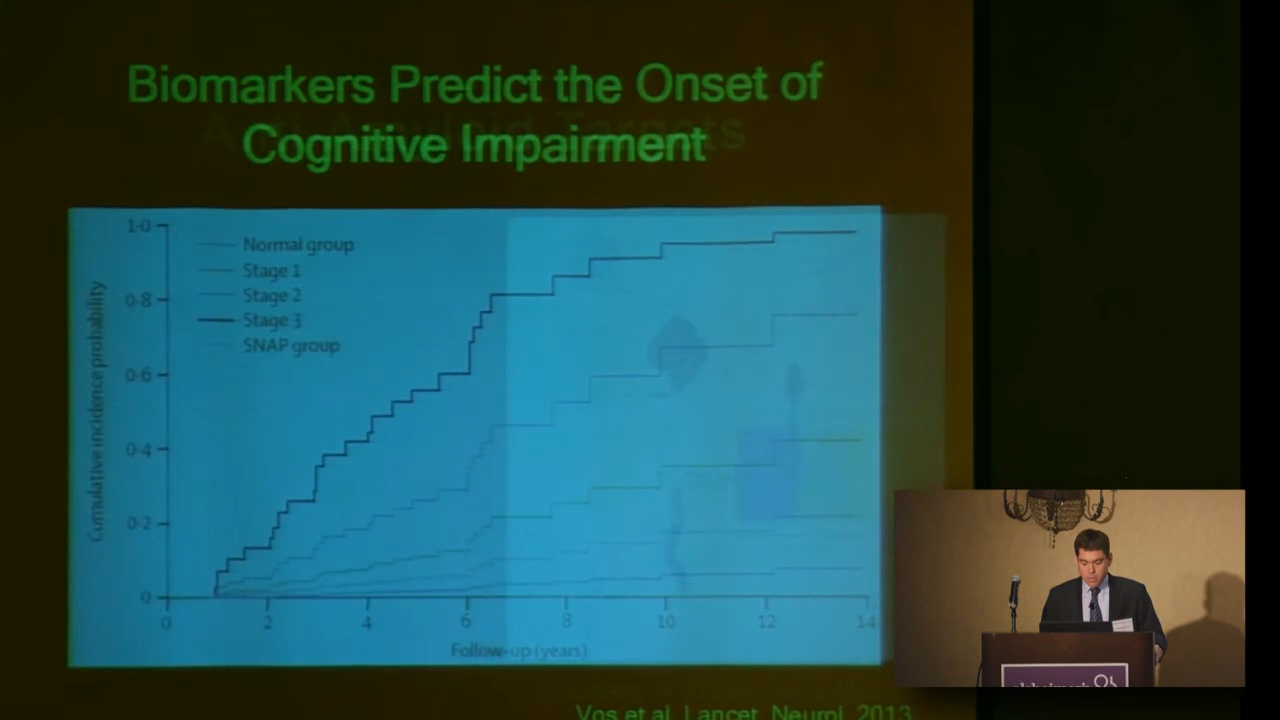 Biomarkers Predict the Onset of
Cognitive Impairment
1·0
0·8
0·6
0·4
0·2
0
Cumulative incidence probability
Normal group
Stage 1
Stage 2
Stage 3
SNAP group
0 2 4 6 8 10 12 14
Follow-up (years)
Vos et al. Lancet. Neurol. 2013